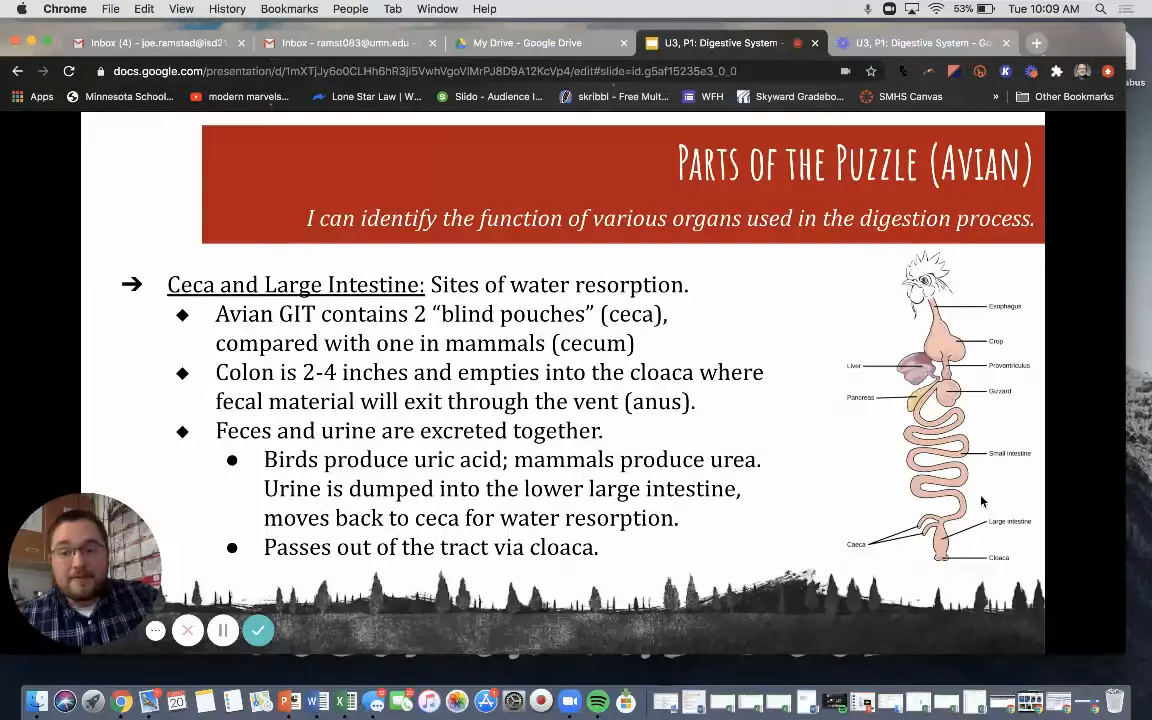 Chrome File Edit View History Bookmarks People Tab Window Help 53% Tue 10:09 AM
Inbox (4) - joe.ramstad@isd21 × Inbox - ramst083@umn.edu - × My Drive - Google Drive × U3, P1: Digestive System - × U3, P1: Digestive System - Go × +
docs.google.com/presentation/d/1mXTjJy6o0CLHh6hR3jI5VwhVgoVlMrPJ8D9A12KcVp4/edit#slide=id.g5af15235e3_0_0
Apps Minnesota School... modern marvels... Lone Star Law | W... Slido - Audience I... skribbl - Free Mult... WFH Skyward Gradebo... SMHS Canvas » Other Bookmarks
Parts of the Puzzle (Avian)
I can identify the function of various organs used in the digestion process.
➔ Ceca and Large Intestine: Sites of water resorption.
◆ Avian GIT contains 2 “blind pouches” (ceca),
compared with one in mammals (cecum)
◆ Colon is 2-4 inches and empties into the cloaca where
fecal material will exit through the vent (anus).
◆ Feces and urine are excreted together.
● Birds produce uric acid; mammals produce urea.
Urine is dumped into the lower large intestine,
moves back to ceca for water resorption.
● Passes out of the tract via cloaca.
Esophagus
Crop
Liver
Proventriculus
Gizzard
Pancreas
Small intestine
Large intestine
Caeca
Cloaca